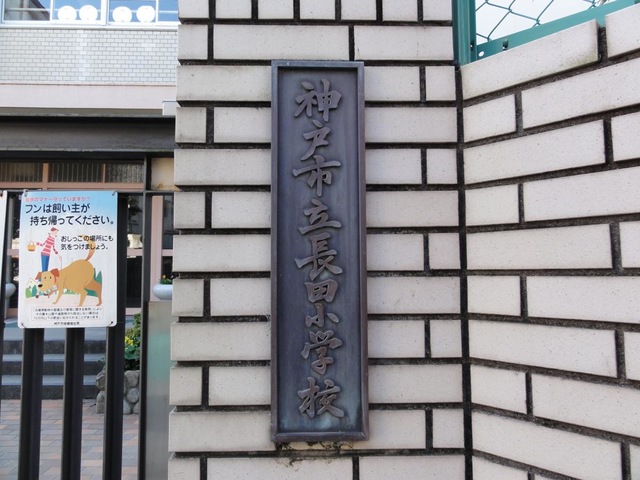 神戸市立長田小学校
フンは飼い主が
持ち帰ってください。
おしっこの場所にも
気をつけましょう。